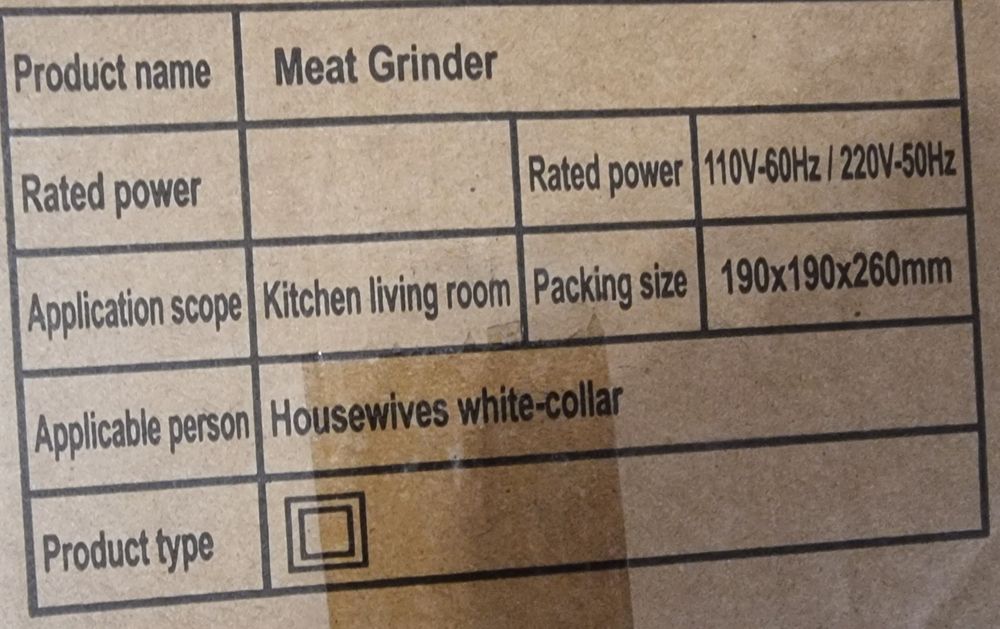 Product name Meat Grinder
Rated power Rated power 110V-60Hz / 220V-50Hz
Application scope Kitchen living room Packing size 190x190x260mm
Applicable person Housewives white-collar
Product type